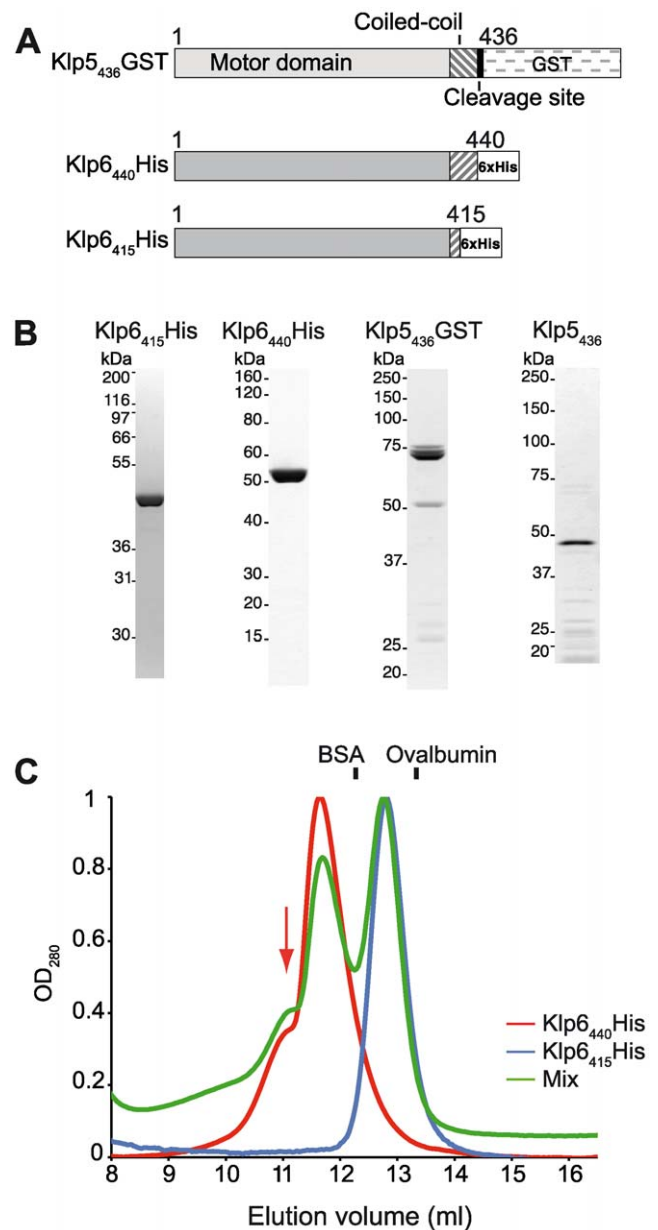 A
1
Coiled-coil
436
Klp5₄₃₆GST
Motor domain
GST
Cleavage site
1
440
Klp6₄₄₀His
6xHis
1
415
Klp6₄₁₅His
6xHis
B
Klp6₄₁₅His Klp6₄₄₀His Klp5₄₃₆GST Klp5₄₃₆
kDa
200
116
97
66
55
36
31
30
kDa
160
120
80
60
50
40
30
20
15
kDa
250
150
100
75
50
37
25
20
kDa
250
150
100
75
50
37
25
20
C
BSA Ovalbumin
1
0.8
0.6
0.4
0.2
0
OD₂₈₀
Klp6₄₄₀His
Klp6₄₁₅His
Mix
8 9 10 11 12 13 14 15 16
Elution volume (ml)